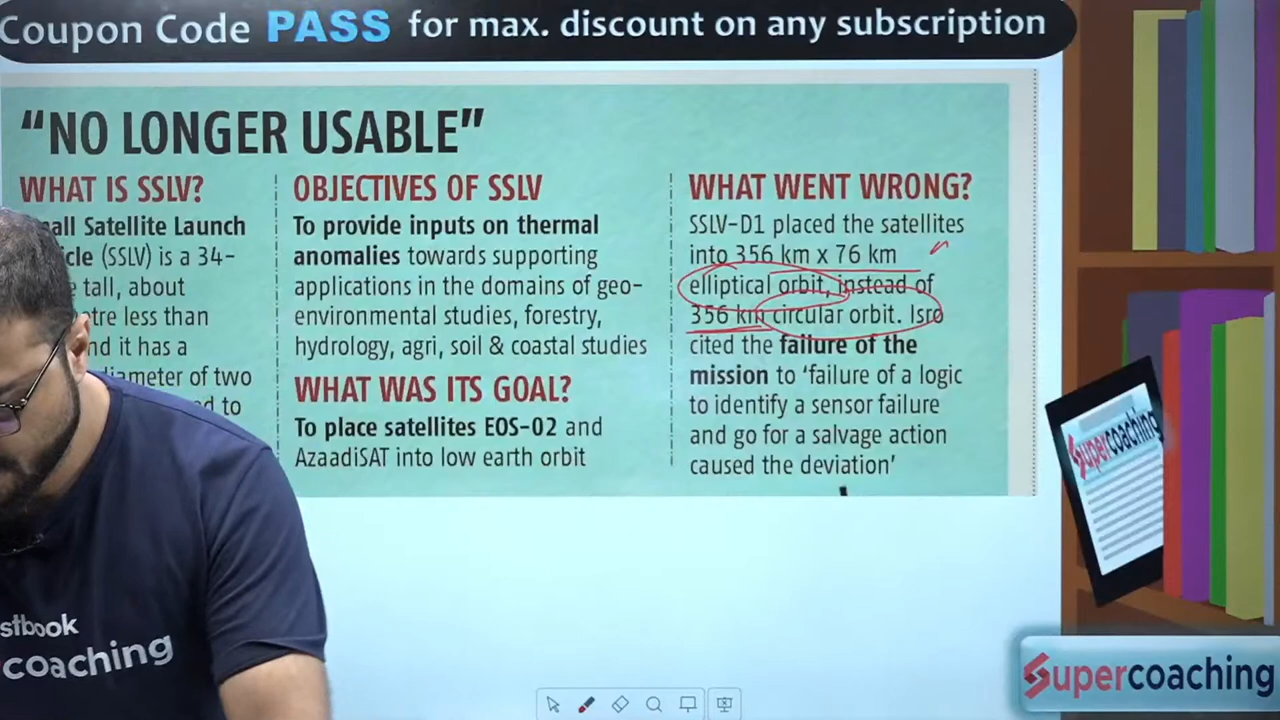 Coupon Code PASS for max. discount on any subscription
“NO LONGER USABLE”
WHAT IS SSLV?
Satellite Launch
(SSLV) is a 34-
tall, about
less than
it has a
diameter of two
to
OBJECTIVES OF SSLV
To provide inputs on thermal
anomalies towards supporting
applications in the domains of geo-
environmental studies, forestry,
hydrology, agri, soil & coastal studies
WHAT WAS ITS GOAL?
To place satellites EOS-02 and
AzaadiSAT into low earth orbit
WHAT WENT WRONG?
SSLV-D1 placed the satellites
into 356 km x 76 km
elliptical orbit, instead of
356 km circular orbit. Isro
cited the failure of the
mission to ‘failure of a logic
to identify a sensor failure
and go for a salvage action
caused the deviation’
Supercoaching
stbook
coaching
Supercoaching